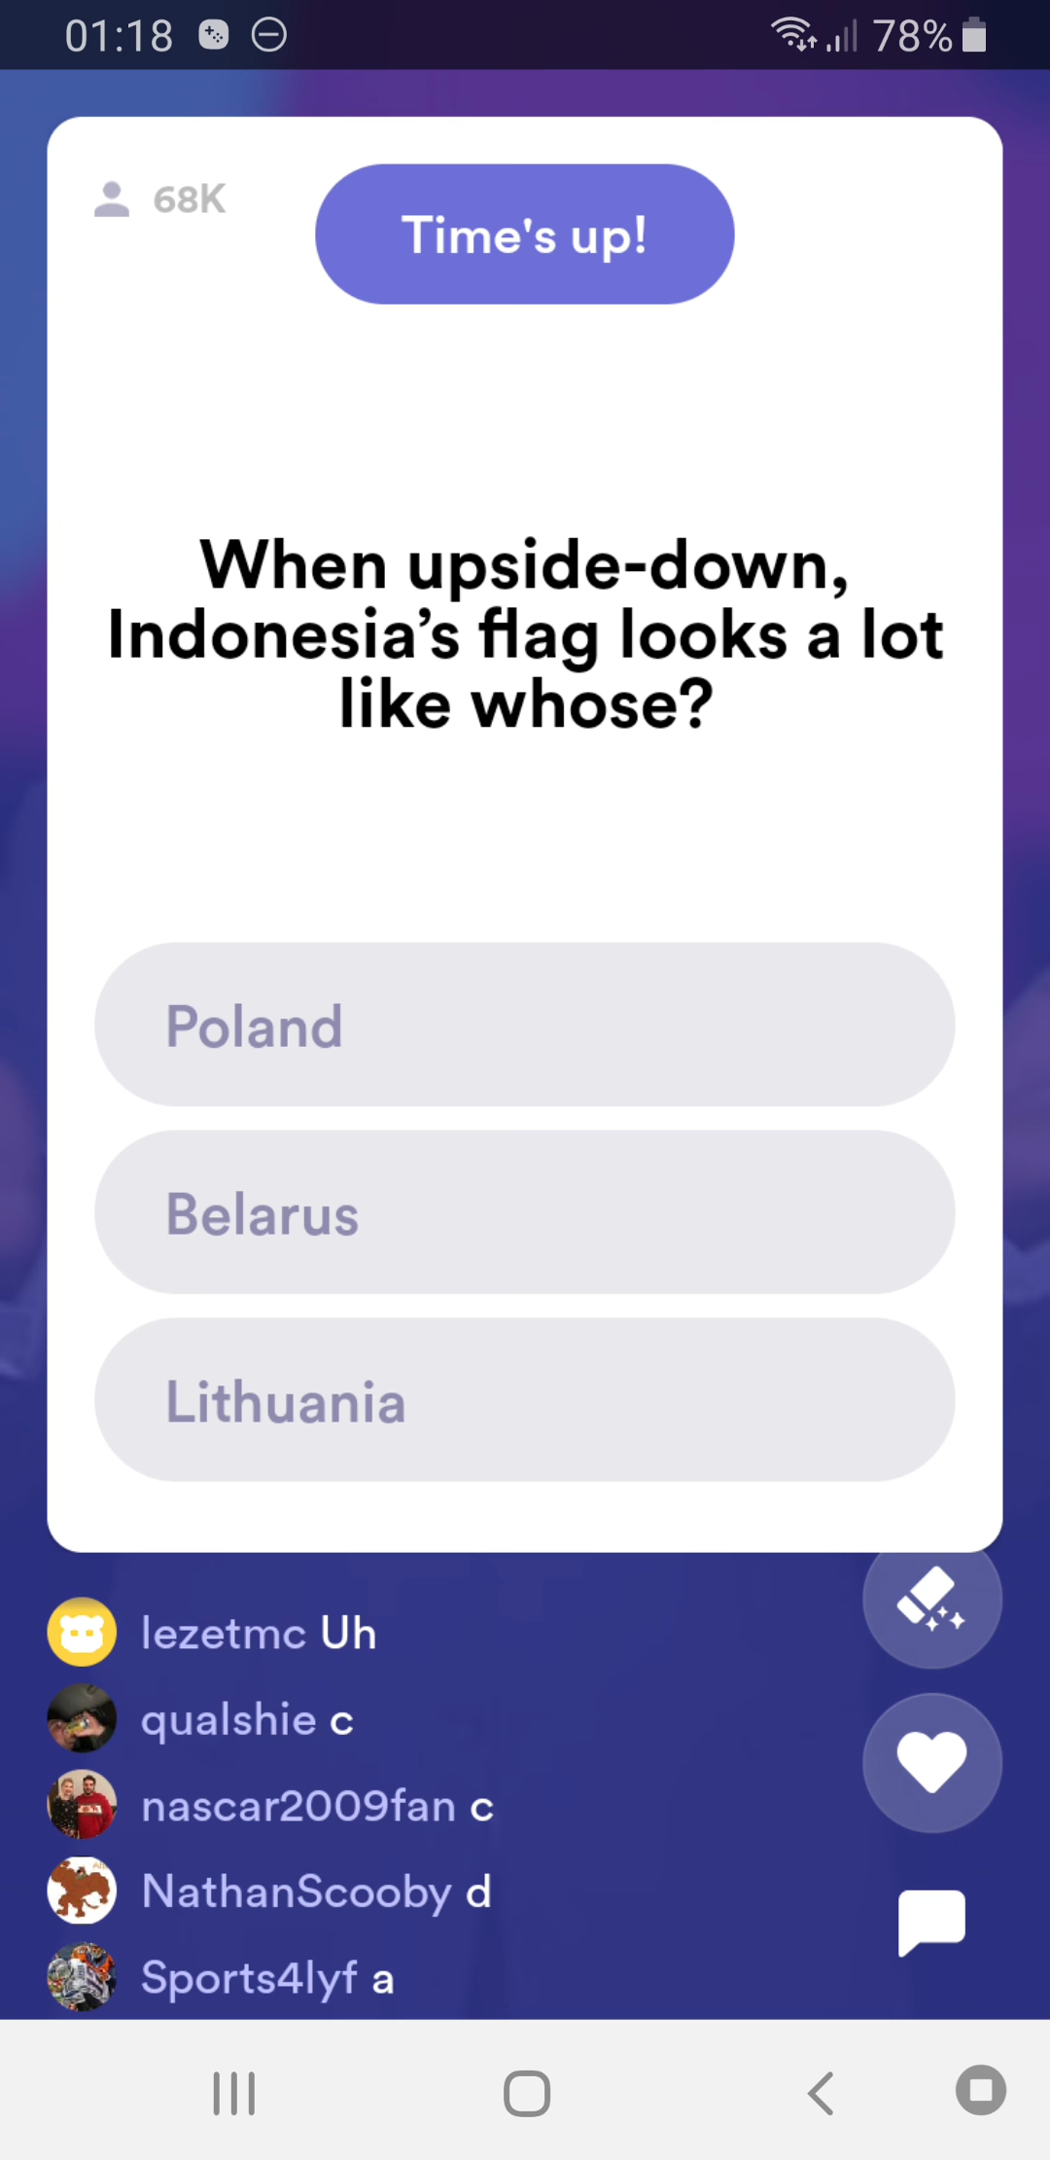 01:18
78%
68K
Time's up!
When upside-down,
Indonesia’s flag looks a lot
like whose?
Poland
Belarus
Lithuania
lezetmc Uh
qualshie c
nascar2009fan c
NathanScooby d
Sports4lyf a